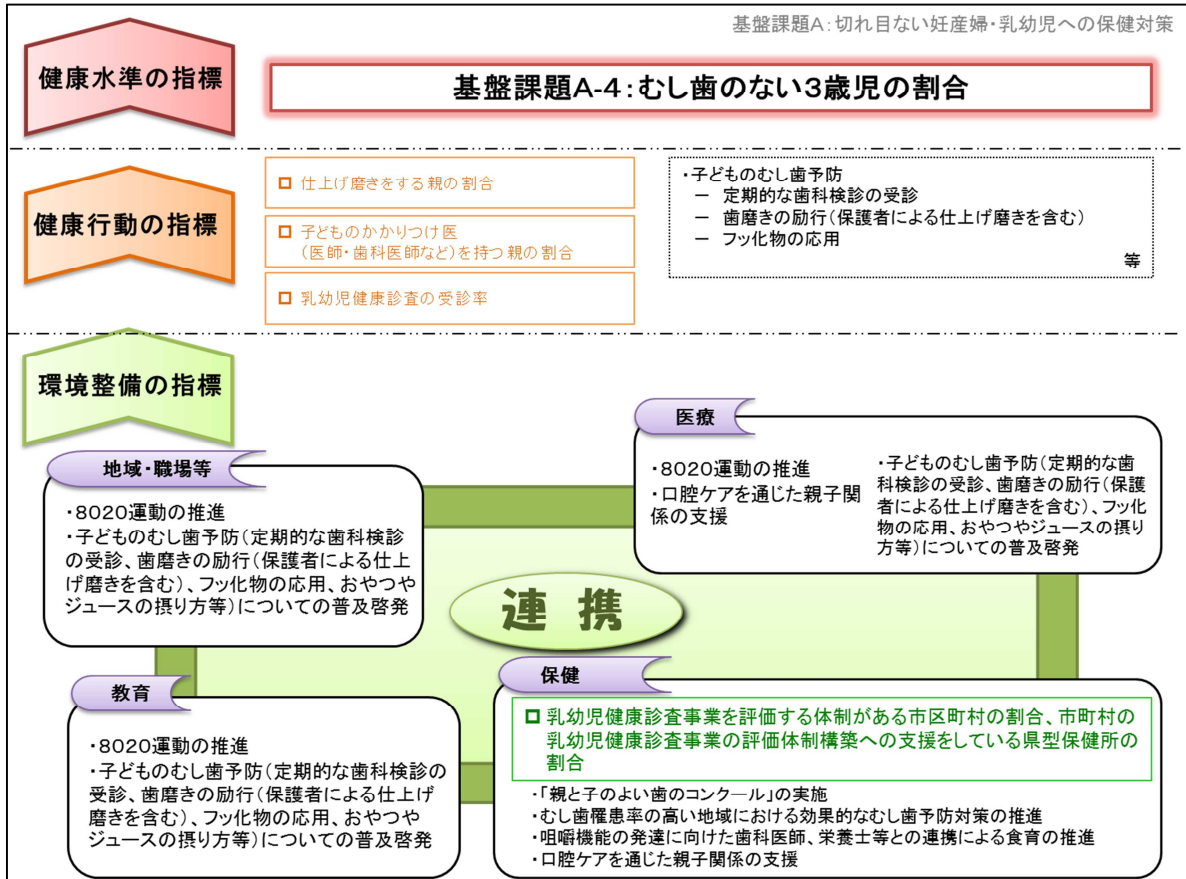 基盤課題A：切れ目ない妊産婦・乳幼児への保健対策
健康水準の指標
基盤課題A-4：むし歯のない3歳児の割合
健康行動の指標
仕上げ磨きをする親の割合
子どものかかりつけ医
（医師・歯科医師など）を持つ親の割合
乳幼児健康診査の受診率
・子どものむし歯予防
－ 定期的な歯科検診の受診
－ 歯磨きの励行（保護者による仕上げ磨きを含む）
－ フッ化物の応用
等
環境整備の指標
地域・職場等
・8020運動の推進
・子どものむし歯予防（定期的な歯科検診
の受診、歯磨きの励行（保護者による仕上
げ磨きを含む）、フッ化物の応用、おやつや
ジュースの摂り方等）についての普及啓発
医療
・8020運動の推進
・口腔ケアを通じた親子関
係の支援
・子どものむし歯予防（定期的な歯
科検診の受診、歯磨きの励行（保護
者による仕上げ磨きを含む）、フッ化
物の応用、おやつやジュースの摂り
方等）についての普及啓発
連携
教育
・8020運動の推進
・子どものむし歯予防（定期的な歯科検診の
受診、歯磨きの励行（保護者による仕上げ
磨きを含む）、フッ化物の応用、おやつや
ジュースの摂り方等）についての普及啓発
保健
乳幼児健康診査事業を評価する体制がある市区町村の割合、市町村の
乳幼児健康診査事業の評価体制構築への支援をしている県型保健所の
割合
・「親と子のよい歯のコンクール」の実施
・むし歯罹患率の高い地域における効果的なむし歯予防対策の推進
・咀嚼機能の発達に向けた歯科医師、栄養士等との連携による食育の推進
・口腔ケアを通じた親子関係の支援